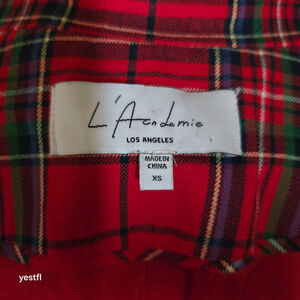 L'Academie
LOS ANGELES
MADE IN
CHINA
XS
yestfl